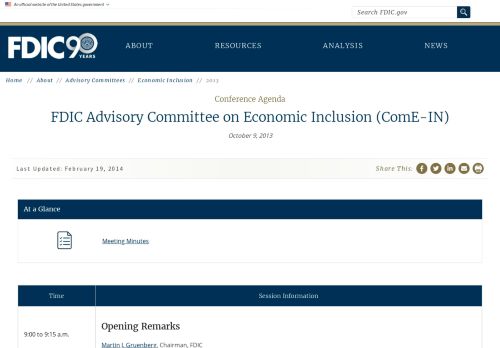 An official website of the United States government
Search FDIC.gov
FDIC 90 YEARS
ABOUT RESOURCES ANALYSIS NEWS
Home // About // Advisory Committees // Economic Inclusion // 2013
Conference Agenda
FDIC Advisory Committee on Economic Inclusion (ComE-IN)
October 9, 2013
Last Updated: February 19, 2014 Share This:
At a Glance
Meeting Minutes
Time Session Information
Opening Remarks
9:00 to 9:15 a.m.
Martin J. Gruenberg, Chairman, FDIC